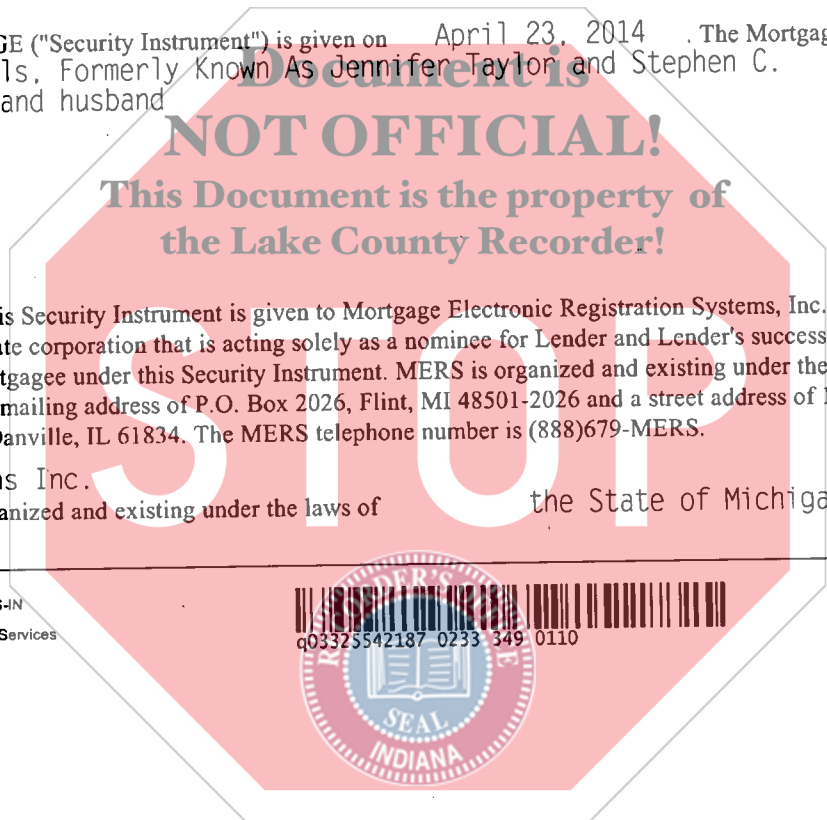 GE ("Security Instrument") is given on April 23, 2014 . The Mortgag
ls, Formerly Known As Jennifer Taylor and Stephen C.
and husband
Document is
NOT OFFICIAL!
This Document is the property of
the Lake County Recorder!
is Security Instrument is given to Mortgage Electronic Registration Systems, Inc.
te corporation that is acting solely as a nominee for Lender and Lender's success
tgagee under this Security Instrument. MERS is organized and existing under the
mailing address of P.O. Box 2026, Flint, MI 48501-2026 and a street address of 1
Danville, IL 61834. The MERS telephone number is (888)679-MERS.
STOP
ns Inc.
anized and existing under the laws of the State of Michiga
S-IN
Services
q03325542187 0233 349 0110
RECORDER'S OFFICE
SEAL
INDIANA